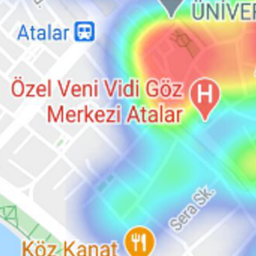 ÜNİVER
Atalar
Özel Veni Vidi Göz
Merkezi Atalar
H
Sera Sk.
Köz Kanat